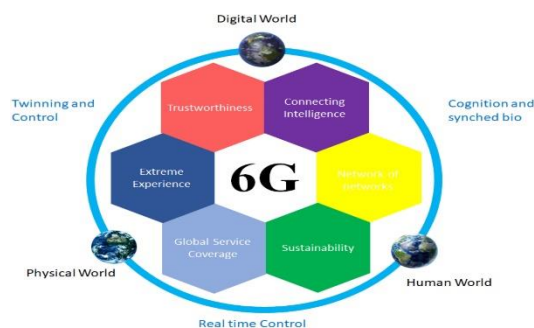 Digital World
Twinning and
Control
Cognition and
synched bio
Trustworthiness
Connecting
Intelligence
Extreme
Experience
6G
Network of
networks
Global Service
Coverage
Sustainability
Physical World
Human World
Real time Control